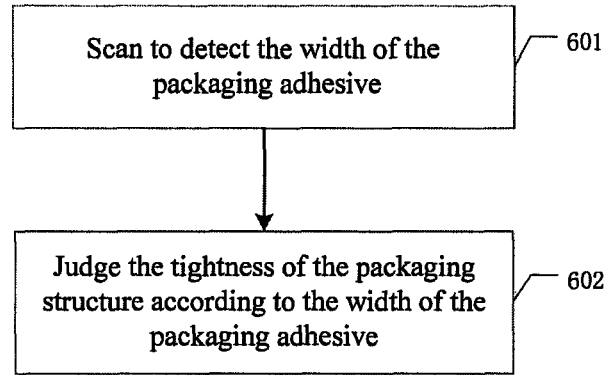 Scan to detect the width of the
packaging adhesive
601
Judge the tightness of the packaging
structure according to the width of the
packaging adhesive
602